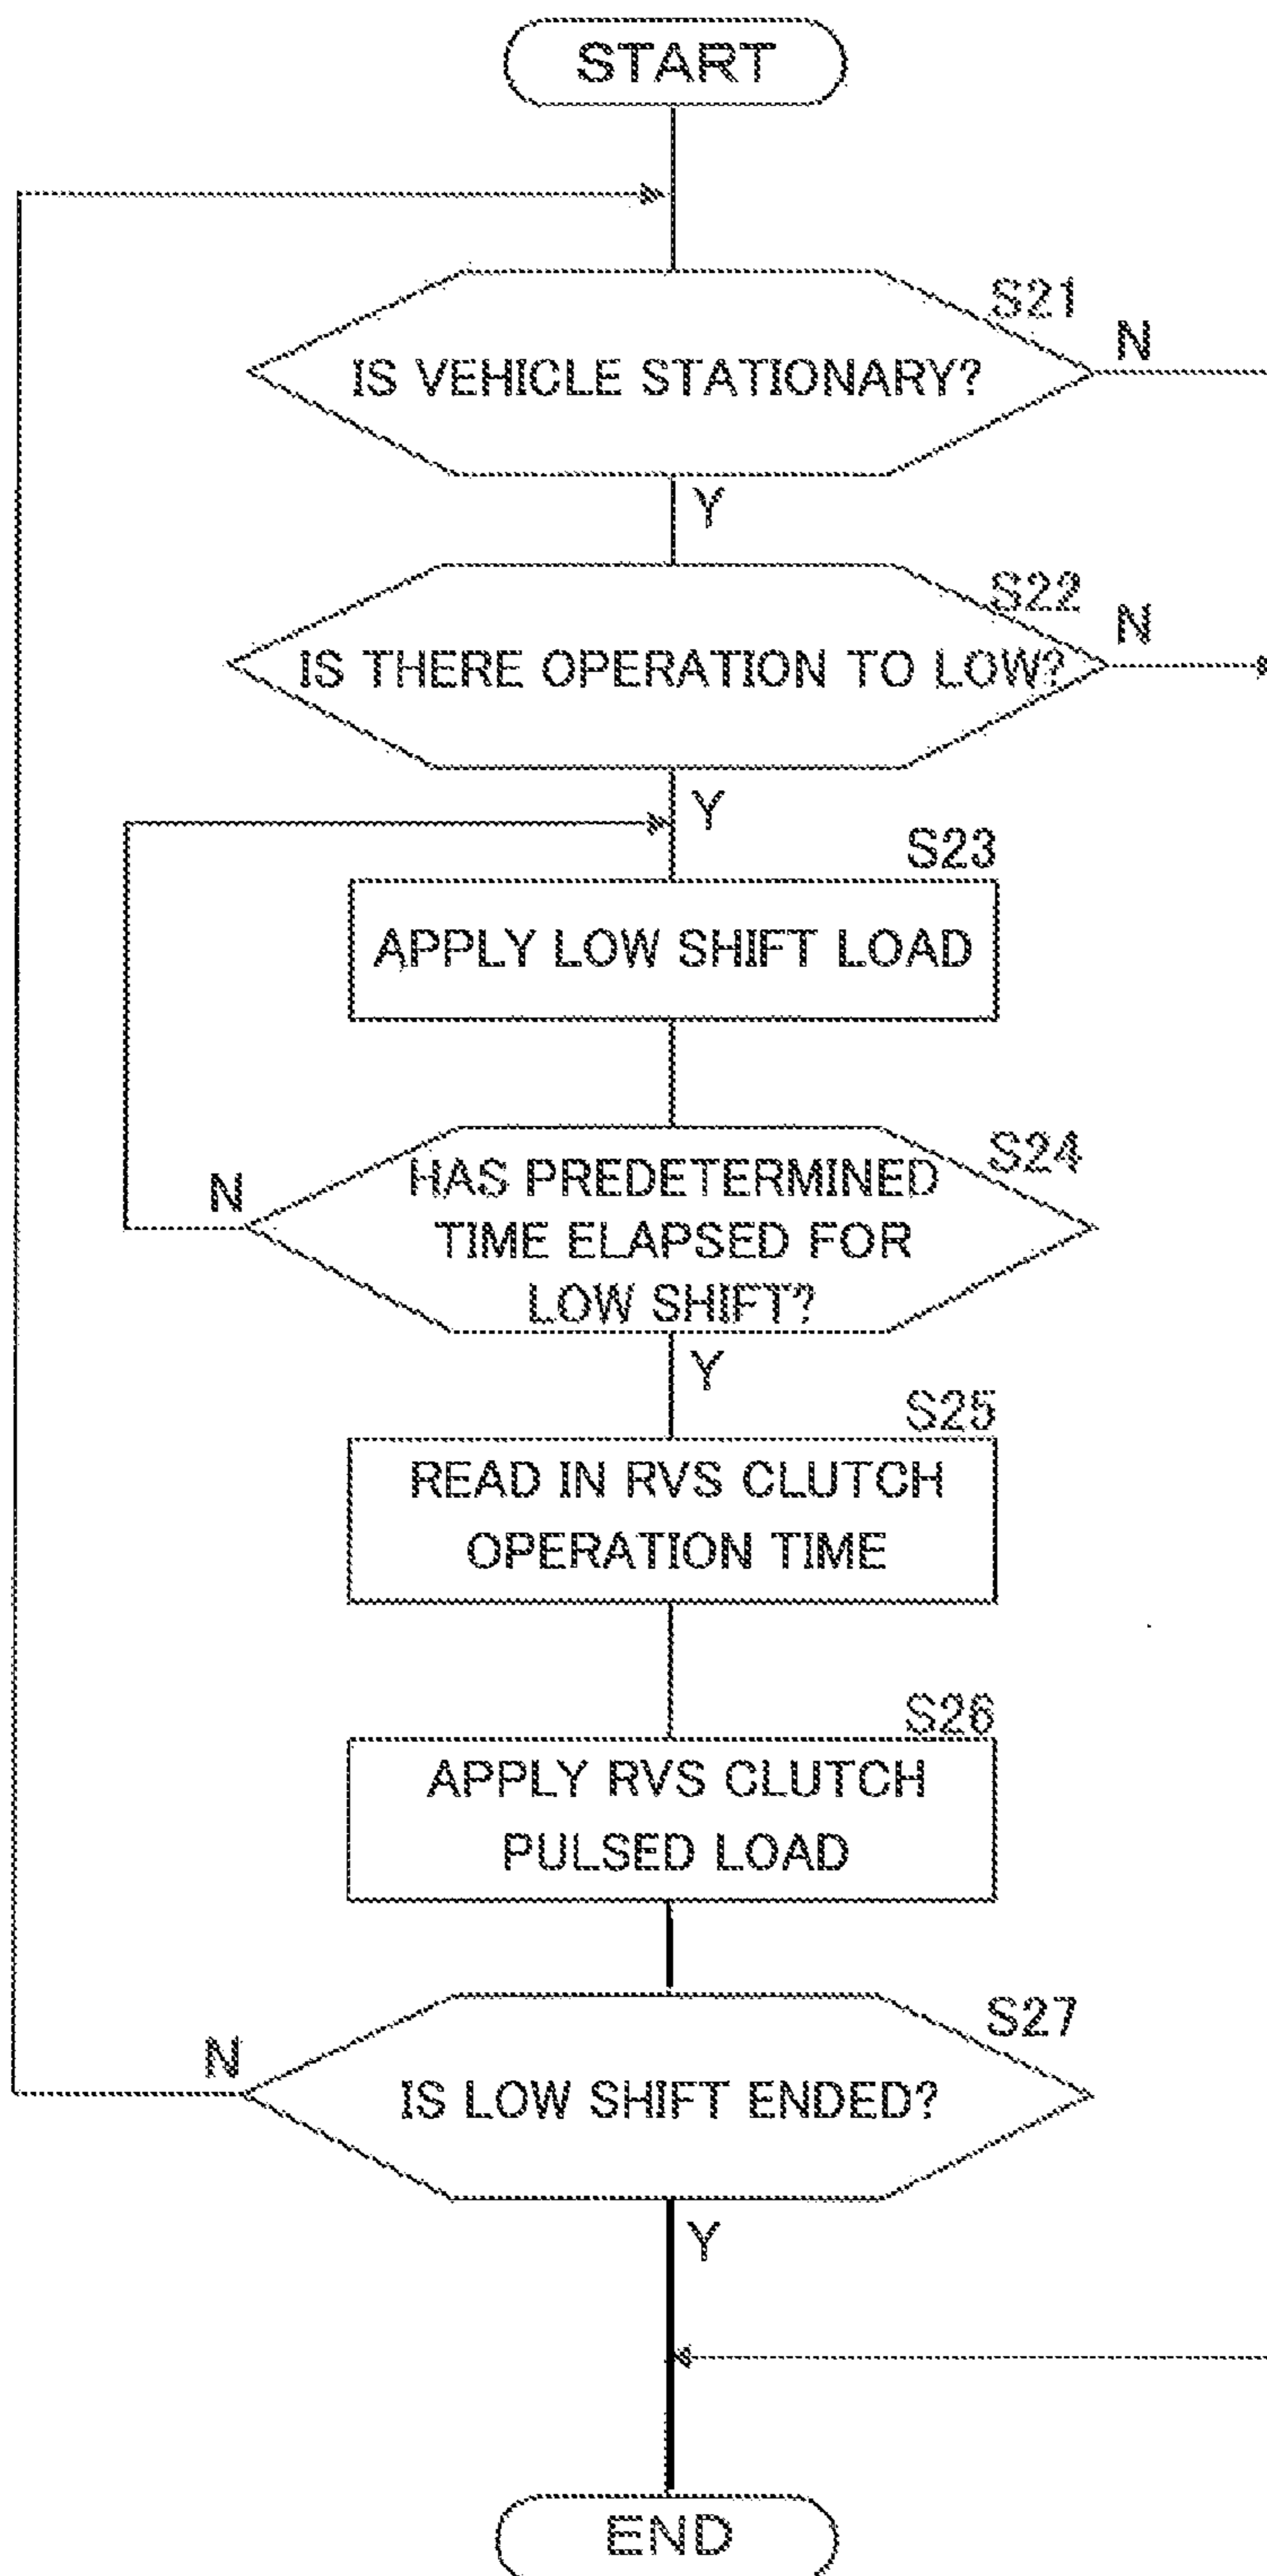 START
S21
IS VEHICLE STATIONARY?
N
Y
S22
IS THERE OPERATION TO LOW?
N
Y
S23
APPLY LOW SHIFT LOAD
S24
HAS PREDETERMINED
TIME ELAPSED FOR
LOW SHIFT?
N
Y
S25
READ IN RVS CLUTCH
OPERATION TIME
S26
APPLY RVS CLUTCH
PULSED LOAD
S27
IS LOW SHIFT ENDED?
N
Y
END